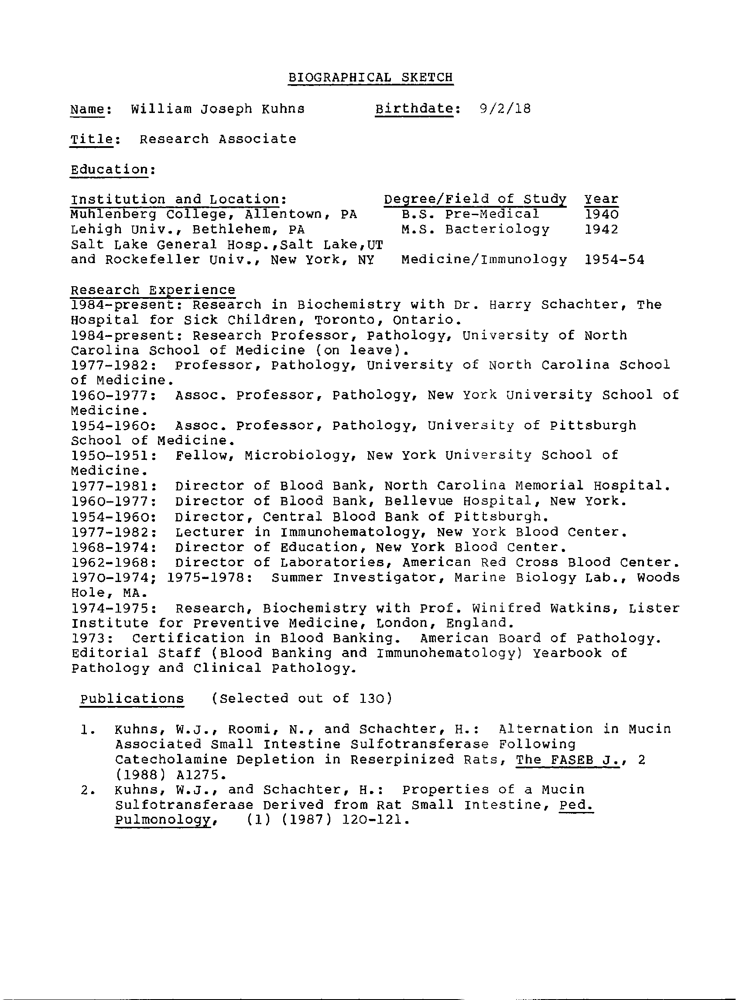 BIOGRAPHICAL SKETCH
Name: William Joseph Kuhns Birthdate: 9/2/18
Title: Research Associate
Education:
Institution and Location: Degree/Field of Study Year
Muhlenberg College, Allentown, PA B.S. Pre-Medical 1940
Lehigh Univ., Bethlehem, PA M.S. Bacteriology 1942
Salt Lake General Hosp.,Salt Lake,UT
and Rockefeller Univ., New York, NY Medicine/Immunology 1954-54
Research Experience
1984-present: Research in Biochemistry with Dr. Harry Schachter, The
Hospital for Sick Children, Toronto, Ontario.
1984-present: Research Professor, Pathology, University of North
Carolina School of Medicine (on leave).
1977-1982: Professor, Pathology, University of North Carolina School
of Medicine.
1960-1977: Assoc. Professor, Pathology, New York University School of
Medicine.
1954-1960: Assoc. Professor, Pathology, University of Pittsburgh
School of Medicine.
1950-1951: Fellow, Microbiology, New York University School of
Medicine.
1977-1981: Director of Blood Bank, North Carolina Memorial Hospital.
1960-1977: Director of Blood Bank, Bellevue Hospital, New York.
1954-1960: Director, Central Blood Bank of Pittsburgh.
1977-1982: Lecturer in Immunohematology, New York Blood Center.
1968-1974: Director of Education, New York Blood Center.
1962-1968: Director of Laboratories, American Red Cross Blood Center.
1970-1974; 1975-1978: Summer Investigator, Marine Biology Lab., Woods
Hole, MA.
1974-1975: Research, Biochemistry with Prof. Winifred Watkins, Lister
Institute for Preventive Medicine, London, England.
1973: Certification in Blood Banking. American Board of Pathology.
Editorial Staff (Blood Banking and Immunohematology) Yearbook of
Pathology and Clinical Pathology.
Publications (Selected out of 130)
1. Kuhns, W.J., Roomi, N., and Schachter, H.: Alternation in Mucin
Associated Small Intestine Sulfotransferase Following
Catecholamine Depletion in Reserpinized Rats, The FASEB J., 2
(1988) A1275.
2. Kuhns, W.J., and Schachter, H.: Properties of a Mucin
Sulfotransferase Derived from Rat Small Intestine, Ped.
Pulmonology, (1) (1987) 120-121.